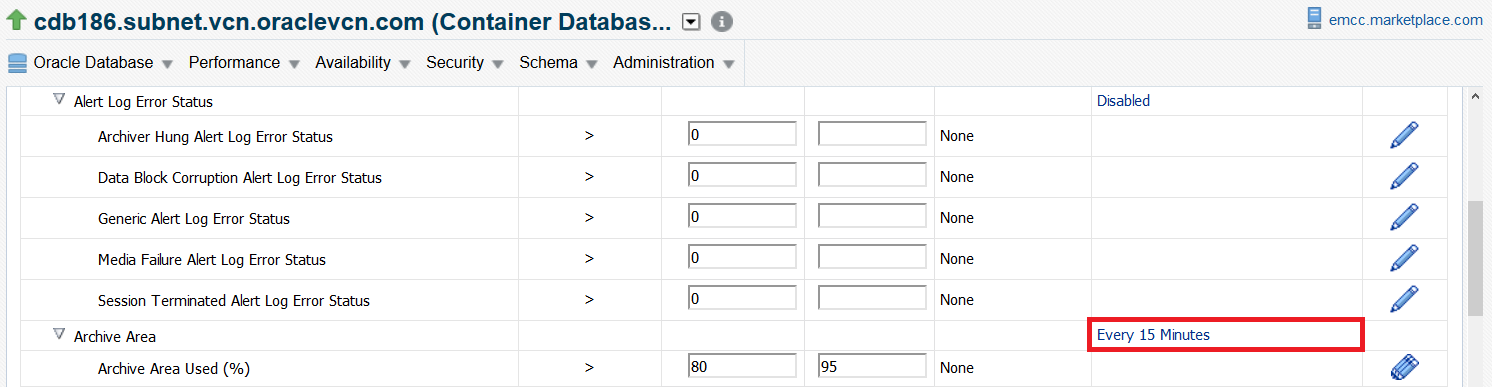 cdb186.subnet.vcn.oraclevcn.com (Container Databas...
emcc.marketplace.com
Oracle Database Performance Availability Security Schema Administration
Alert Log Error Status Disabled
Archiver Hung Alert Log Error Status > 0 None
Data Block Corruption Alert Log Error Status > 0 None
Generic Alert Log Error Status > 0 None
Media Failure Alert Log Error Status > 0 None
Session Terminated Alert Log Error Status > 0 None
Archive Area Every 15 Minutes
Archive Area Used (%) > 80 95 None